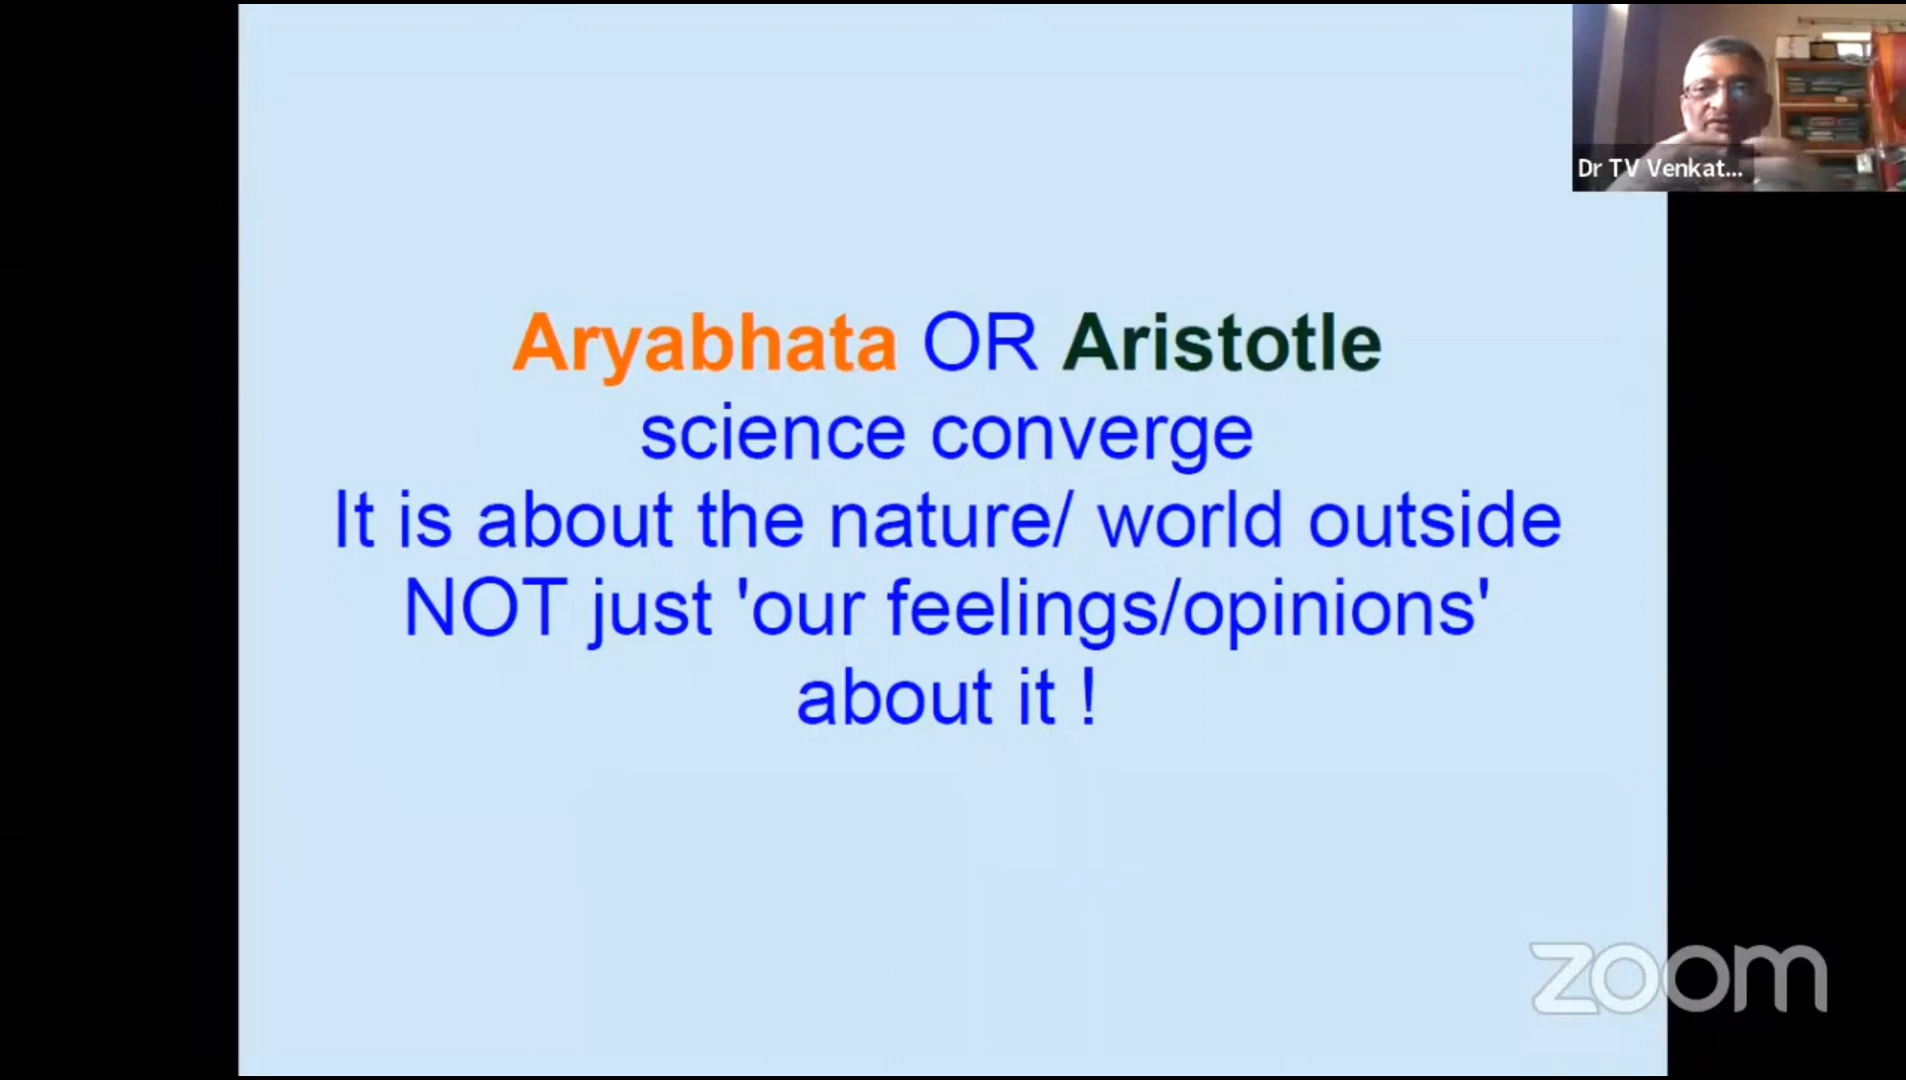 Dr TV Venkat...
Aryabhata OR Aristotle
science converge
It is about the nature/ world outside
NOT just 'our feelings/opinions'
about it !
zoom